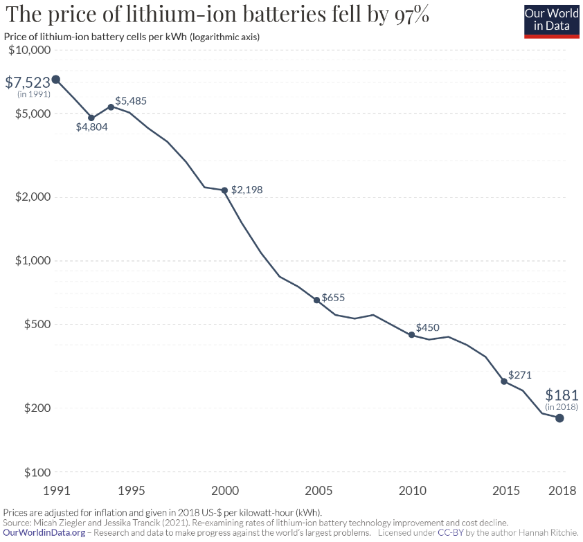 The price of lithium-ion batteries fell by 97%
Our World
in Data
Price of lithium-ion battery cells per kWh (logarithmic axis)
$10,000
$7,523
(in 1991)
$5,485
$5,000
$4,804
$2,000
$2,198
$1,000
$655
$500
$450
$271
$181
(in 2018)
$200
$100
1991
1995
2000
2005
2010
2015
2018
Prices are adjusted for inflation and given in 2018 US-$ per kilowatt-hour (kWh).
Source: Micah Ziegler and Jessika Trancik (2021). Re-examining rates of lithium-ion battery technology improvement and cost decline.
OurWorldinData.org – Research and data to make progress against the world's largest problems. Licensed under CC-BY by the author Hannah Ritchie.